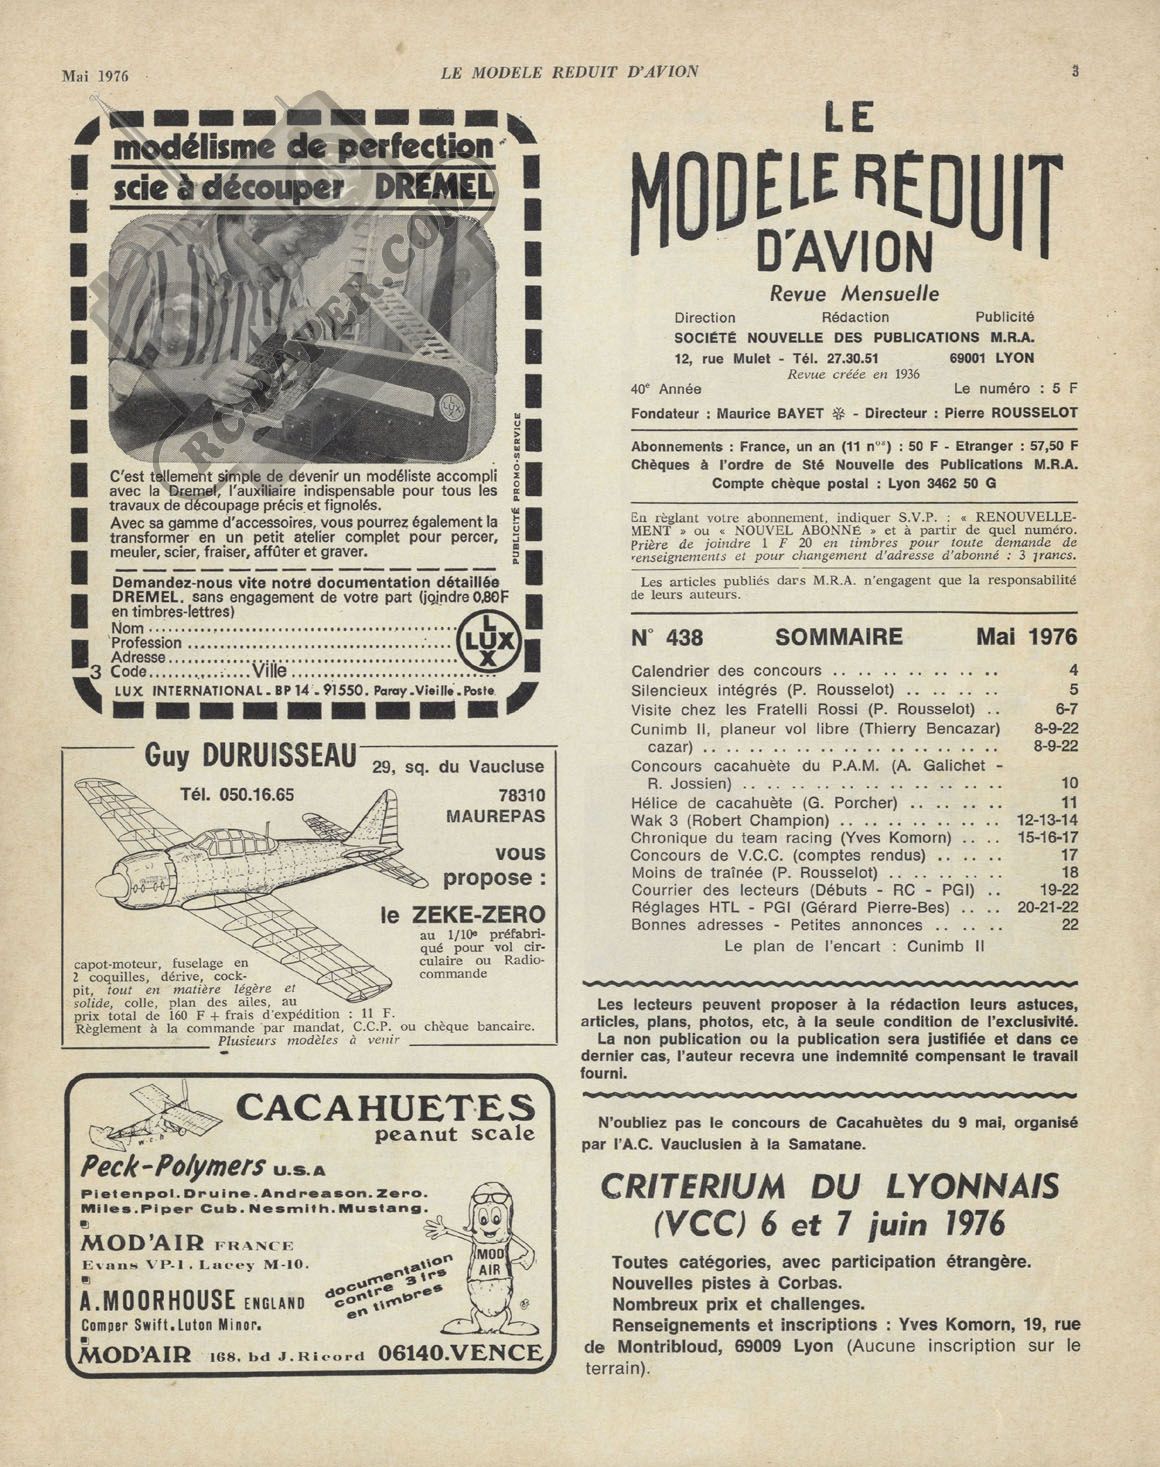 Mai 1976
LE MODELE REDUIT D'AVION
3
modélisme de perfection
scie à découper DREMEL
LUX
RC-PAPER.COM
C'est tellement simple de devenir un modéliste accompli
avec la Dremel, l'auxiliaire indispensable pour tous les
travaux de découpage précis et fignolés.
Avec sa gamme d'accessoires, vous pourrez également la
transformer en un petit atelier complet pour percer,
meuler, scier, fraiser, affûter et graver.
PUBLICITÉ PROMO-SERVICE
Demandez-nous vite notre documentation détaillée
DREMEL. sans engagement de votre part (joindre 0,80F
en timbres-lettres)
Nom
Profession
Adresse
3 Code Ville
LUX
LUX
LUX INTERNATIONAL - BP 14 - 91550. Paray-Vieille-Poste
Guy DURUISSEAU
29, sq. du Vaucluse
Tél. 050.16.65
78310
MAUREPAS
vous
propose :
le ZEKE-ZERO
au 1/10e préfabri-
qué pour vol cir-
culaire ou Radio-
commande
capot-moteur, fuselage en
2 coquilles, dérive, cock-
pit, tout en matière légère et
solide, colle, plan des ailes, au
prix total de 160 F + frais d'expédition : 11 F.
Règlement à la commande par mandat, C.C.P. ou chèque bancaire.
Plusieurs modèles à venir
W.C.B.
CACAHUETES
peanut scale
Peck-Polymers U.S.A
Pietenpol.Druine.Andreason.Zero.
Miles.Piper Cub.Nesmith.Mustang.
MOD'AIR FRANCE
Evans VP-1. Lacey M-10.
A.MOORHOUSE ENGLAND
Comper Swift.Luton Minor.
documentation
contre 3 frs
en timbres
MOD
AIR
MOD'AIR 168, bd J.Ricord 06140.VENCE
LE
MODÈLE RÉDUIT
D'AVION
Revue Mensuelle
Direction Rédaction Publicité
SOCIÉTÉ NOUVELLE DES PUBLICATIONS M.R.A.
12, rue Mulet - Tél. 27.30.51 69001 LYON
Revue créée en 1936
40e Année Le numéro : 5 F
Fondateur : Maurice BAYET ✻ - Directeur : Pierre ROUSSELOT
Abonnements : France, un an (11 nos) : 50 F - Etranger : 57,50 F
Chèques à l'ordre de Sté Nouvelle des Publications M.R.A.
Compte chèque postal : Lyon 3462 50 G
En règlant votre abonnement, indiquer S.V.P. : « RENOUVELLE-
MENT » ou « NOUVEL ABONNÉ » et à partir de quel numéro.
Prière de joindre 1 F 20 en timbres pour toute demande de
renseignements et pour changement d'adresse d'abonné : 3 francs.
Les articles publiés dans M.R.A. n'engagent que la responsabilité
de leurs auteurs.
N° 438 SOMMAIRE Mai 1976
Calendrier des concours .. .. .. .. .. .. 4
Silencieux intégrés (P. Rousselot) .. .. .. .. 5
Visite chez les Fratelli Rossi (P. Rousselot) .. 6-7
Cunimb II, planeur vol libre (Thierry Bencazar) 8-9-22
cazar) .. .. .. .. .. .. .. .. .. .. 8-9-22
Concours cacahuète du P.A.M. (A. Galichet -
R. Jossien) .. .. .. .. .. .. .. .. .. 10
Hélice de cacahuète (G. Porcher) .. .. .. .. 11
Wak 3 (Robert Champion) .. .. .. .. .. .. 12-13-14
Chronique du team racing (Yves Komorn) .. .. 15-16-17
Concours de V.C.C. (comptes rendus) .. .. .. 17
Moins de traînée (P. Rousselot) .. .. .. .. 18
Courrier des lecteurs (Débuts - RC - PGI) .. 19-22
Réglages HTL - PGI (Gérard Pierre-Bes) .. .. 20-21-22
Bonnes adresses - Petites annonces .. .. .. 22
Le plan de l'encart : Cunimb II
Les lecteurs peuvent proposer à la rédaction leurs astuces,
articles, plans, photos, etc, à la seule condition de l'exclusivité.
La non publication ou la publication sera justifiée et dans ce
dernier cas, l'auteur recevra une indemnité compensant le travail
fourni.
N'oubliez pas le concours de Cacahuètes du 9 mai, organisé
par l'A.C. Vauclusien à la Samatane.
CRITERIUM DU LYONNAIS
(VCC) 6 et 7 juin 1976
Toutes catégories, avec participation étrangère.
Nouvelles pistes à Corbas.
Nombreux prix et challenges.
Renseignements et inscriptions : Yves Komorn, 19, rue
de Montribloud, 69009 Lyon (Aucune inscription sur le
terrain).